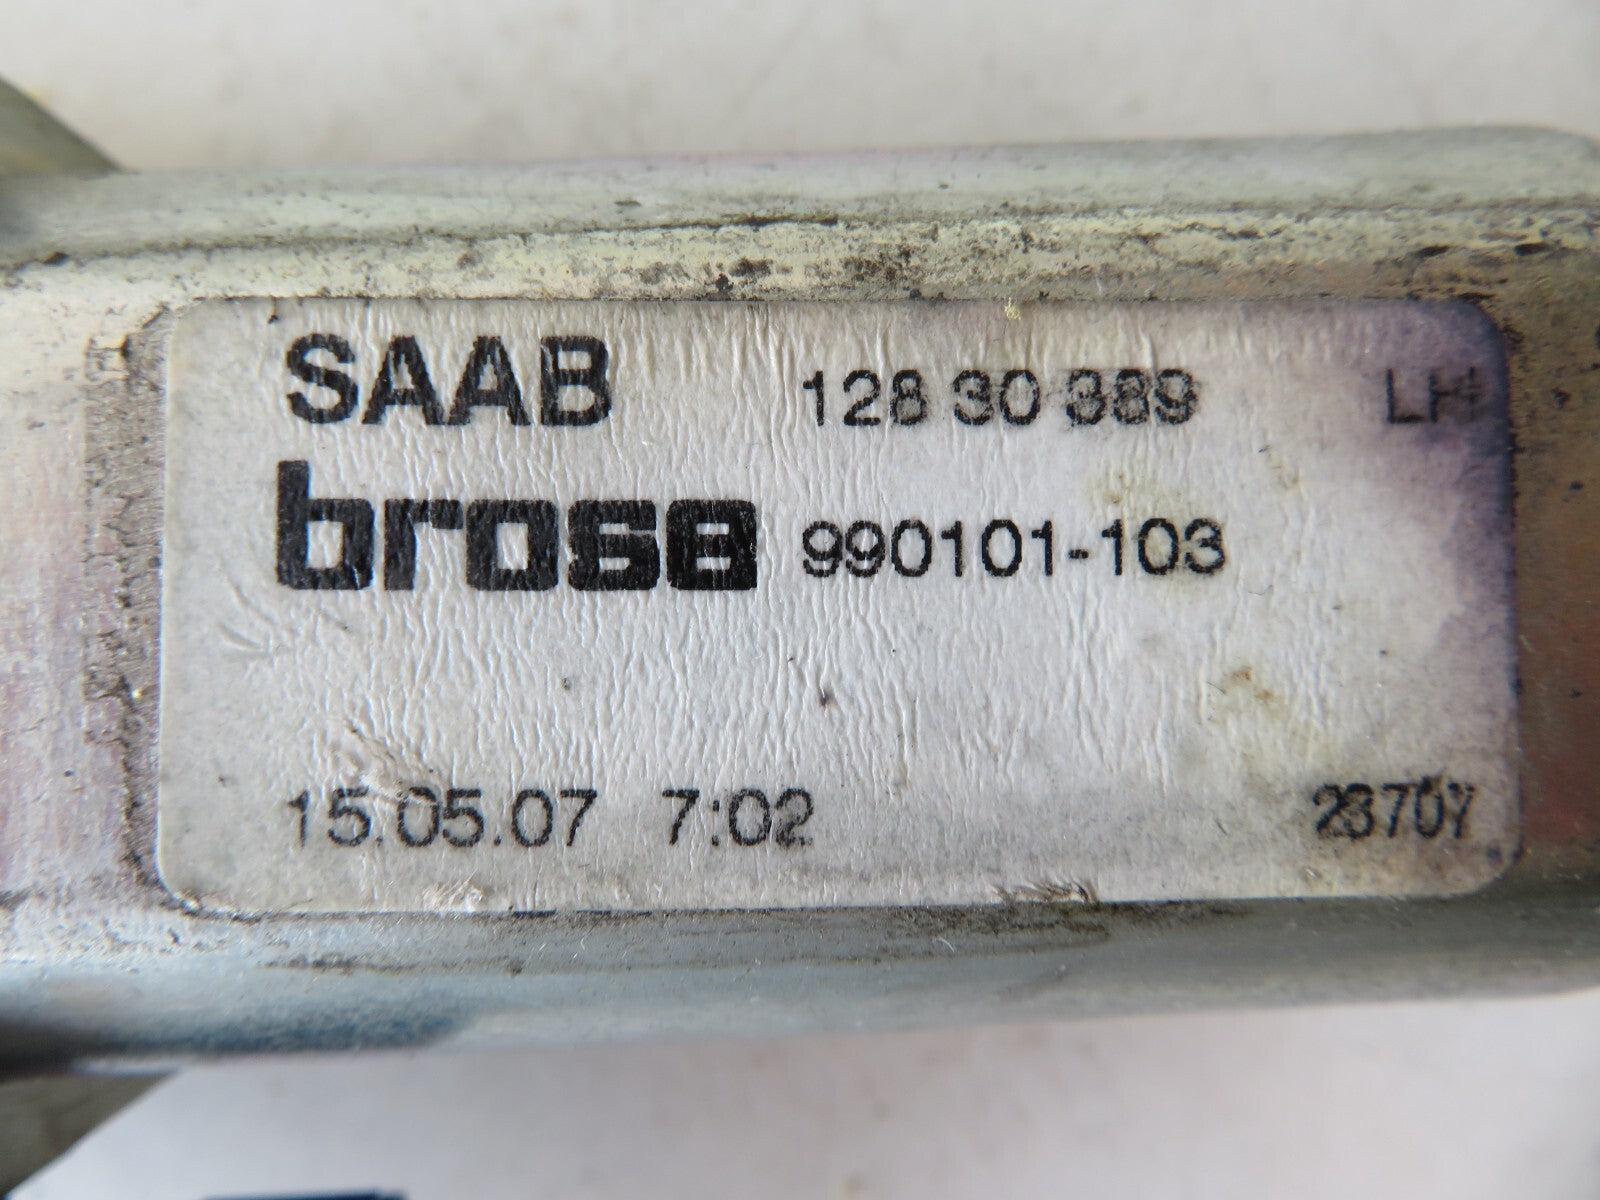 SAAB 128 30 389 LH
brose 990101-103
15.05.07 7:02 23707